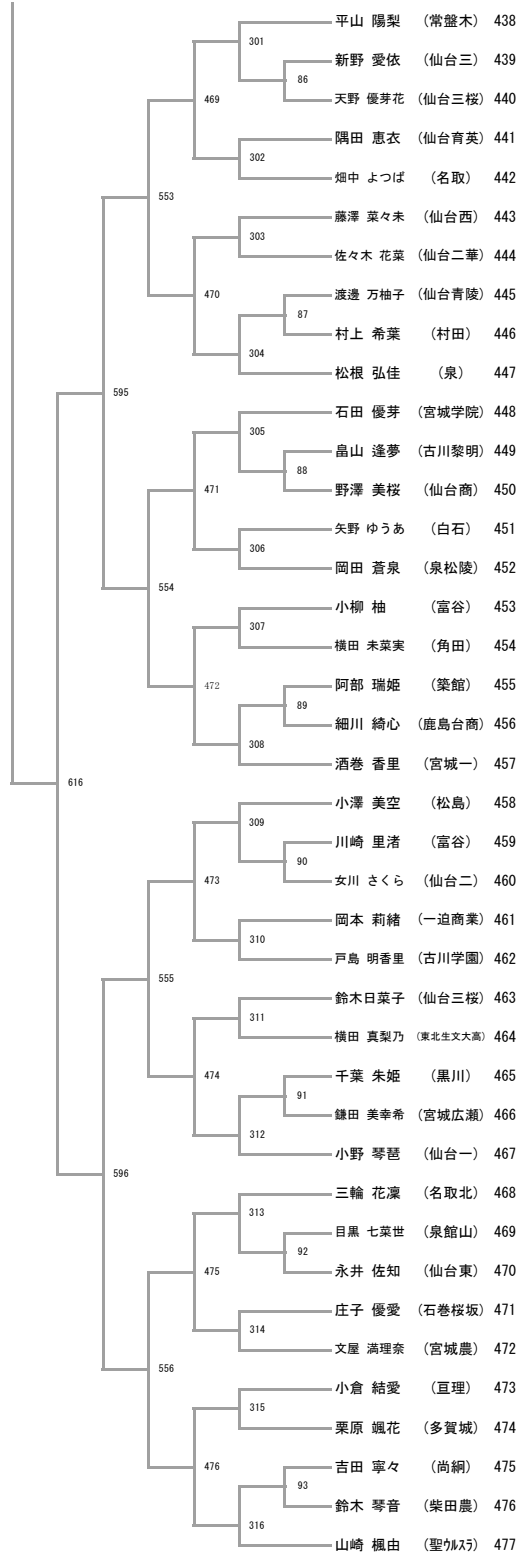 平山 陽梨 （常盤木） 438
301
新野 愛依 （仙台三） 439
86
天野 優芽花 （仙台三桜） 440
469
隅田 恵衣 （仙台育英） 441
302
畑中 よつば （名取） 442
553
藤澤 菜々未 （仙台西） 443
303
佐々木 花菜 （仙台二華） 444
470
渡邊 万柚子 （仙台青陵） 445
87
村上 希葉 （村田） 446
304
松根 弘佳 （泉） 447
595
石田 優芽 （宮城学院） 448
305
畠山 逢夢 （古川黎明） 449
88
野澤 美桜 （仙台商） 450
471
矢野 ゆうあ （白石） 451
306
岡田 蒼泉 （泉松陵） 452
554
小柳 柚 （富谷） 453
307
横田 未菜実 （角田） 454
472
阿部 瑞姫 （築館） 455
89
細川 綺心 （鹿島台商） 456
308
酒巻 香里 （宮城一） 457
616
小澤 美空 （松島） 458
309
川崎 里渚 （富谷） 459
90
女川 さくら （仙台二） 460
473
岡本 莉緒 （一迫商業） 461
310
戸島 明香里 （古川学園） 462
555
鈴木日菜子 （仙台三桜） 463
311
横田 真梨乃 （東北生文大高） 464
474
千葉 朱姫 （黒川） 465
91
鎌田 美幸希 （宮城広瀬） 466
312
小野 琴琶 （仙台一） 467
596
三輪 花凜 （名取北） 468
313
目黒 七菜世 （泉館山） 469
92
永井 佐知 （仙台東） 470
475
庄子 優愛 （石巻桜坂） 471
314
文屋 満理奈 （宮城農） 472
556
小倉 結愛 （亘理） 473
315
栗原 颯花 （多賀城） 474
476
吉田 寧々 （尚絅） 475
93
鈴木 琴音 （柴田農） 476
316
山崎 楓由 （聖ｳﾙｽﾗ） 477